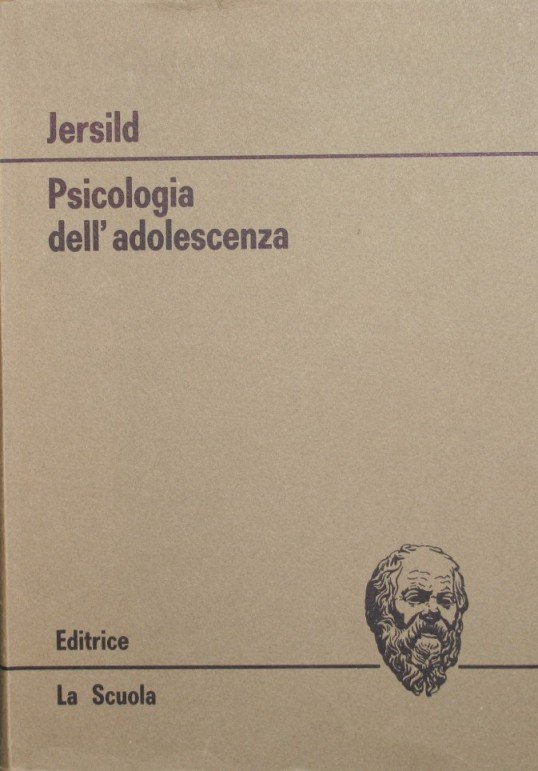 Jersild
Psicologia
dell'adolescenza
Editrice
La Scuola